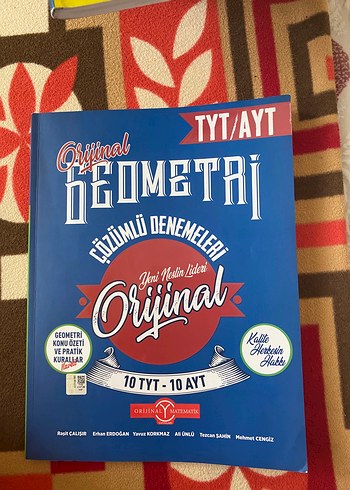 TYT/AYT
Orijinal
GEOMETRİ
ÇÖZÜMLÜ DENEMELERİ
Yeni Neslin Lideri
Orijinal
GEOMETRİ
KONU ÖZETİ
VE PRATİK
KURALLAR
Kalite
Herkesin
Hakkı
10 TYT - 10 AYT
ORİJİNAL MATEMATİK
Raşit ÇALIŞIR Erhan ERDOĞAN Yavuz KORKMAZ Ali ÜNLÜ Tezcan ŞAHİN Mehmet CENGİZ